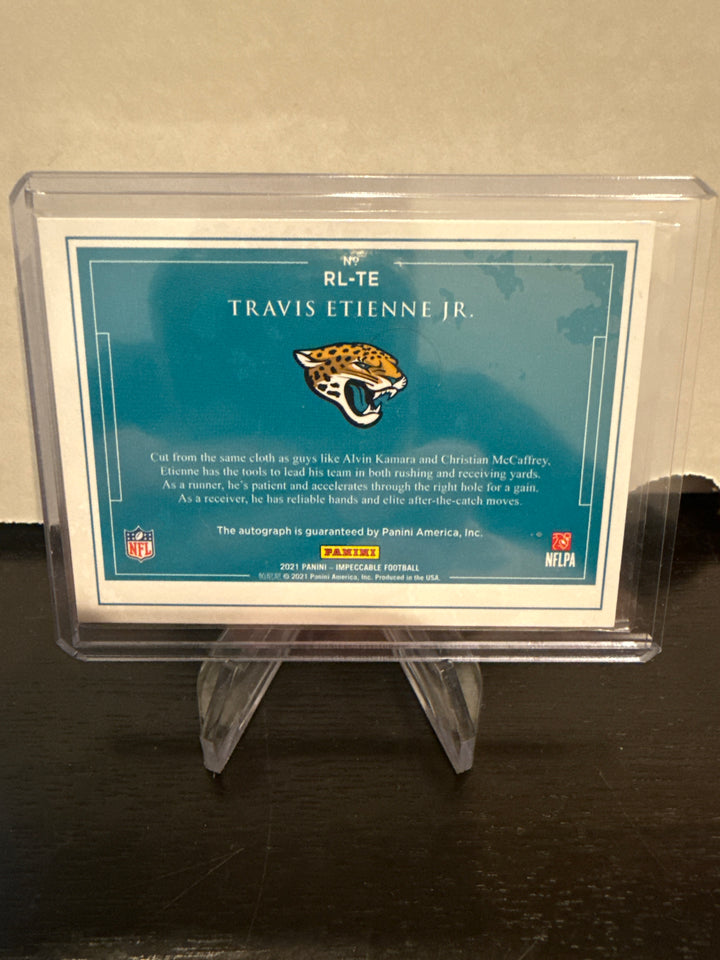 Nº
RL-TE
TRAVIS ETIENNE JR.
Cut from the same cloth as guys like Alvin Kamara and Christian McCaffrey,
Etienne has the tools to lead his team in both rushing and receiving yards.
As a runner, he's patient and accelerates through the right hole for a gain.
As a receiver, he has reliable hands and elite after-the-catch moves.
The autograph is guaranteed by Panini America, Inc.
NFL
PANINI
NFLPA
2021 PANINI – IMPECCABLE FOOTBALL
© 2021 Panini America, Inc. Produced in the USA.